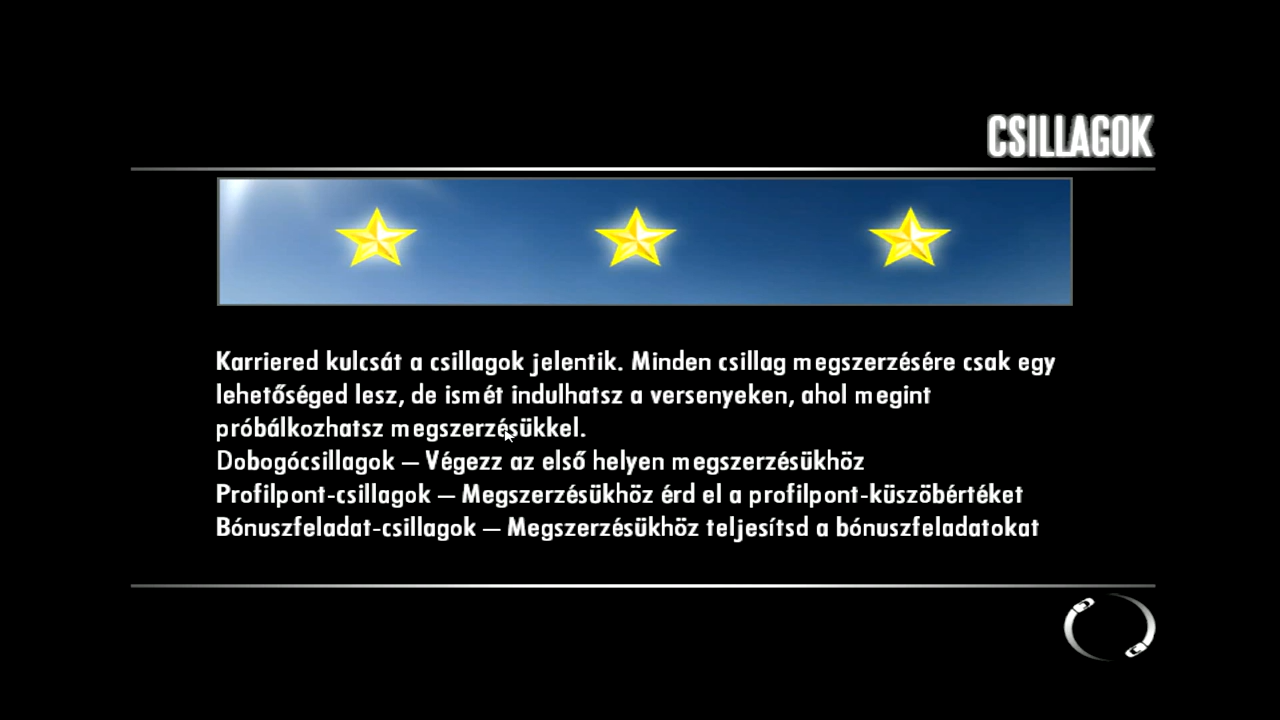 CSILLAGOK
Karriered kulcsát a csillagok jelentik. Minden csillag megszerzésére csak egy
lehetőséged lesz, de ismét indulhatsz a versenyeken, ahol megint
próbálkozhatsz megszerzésükkel.
Dobogócsillagok — Végezz az első helyen megszerzésükhöz
Profilpont-csillagok — Megszerzésükhöz érd el a profilpont-küszöbértéket
Bónuszfeladat-csillagok — Megszerzésükhöz teljesítsd a bónuszfeladatokat